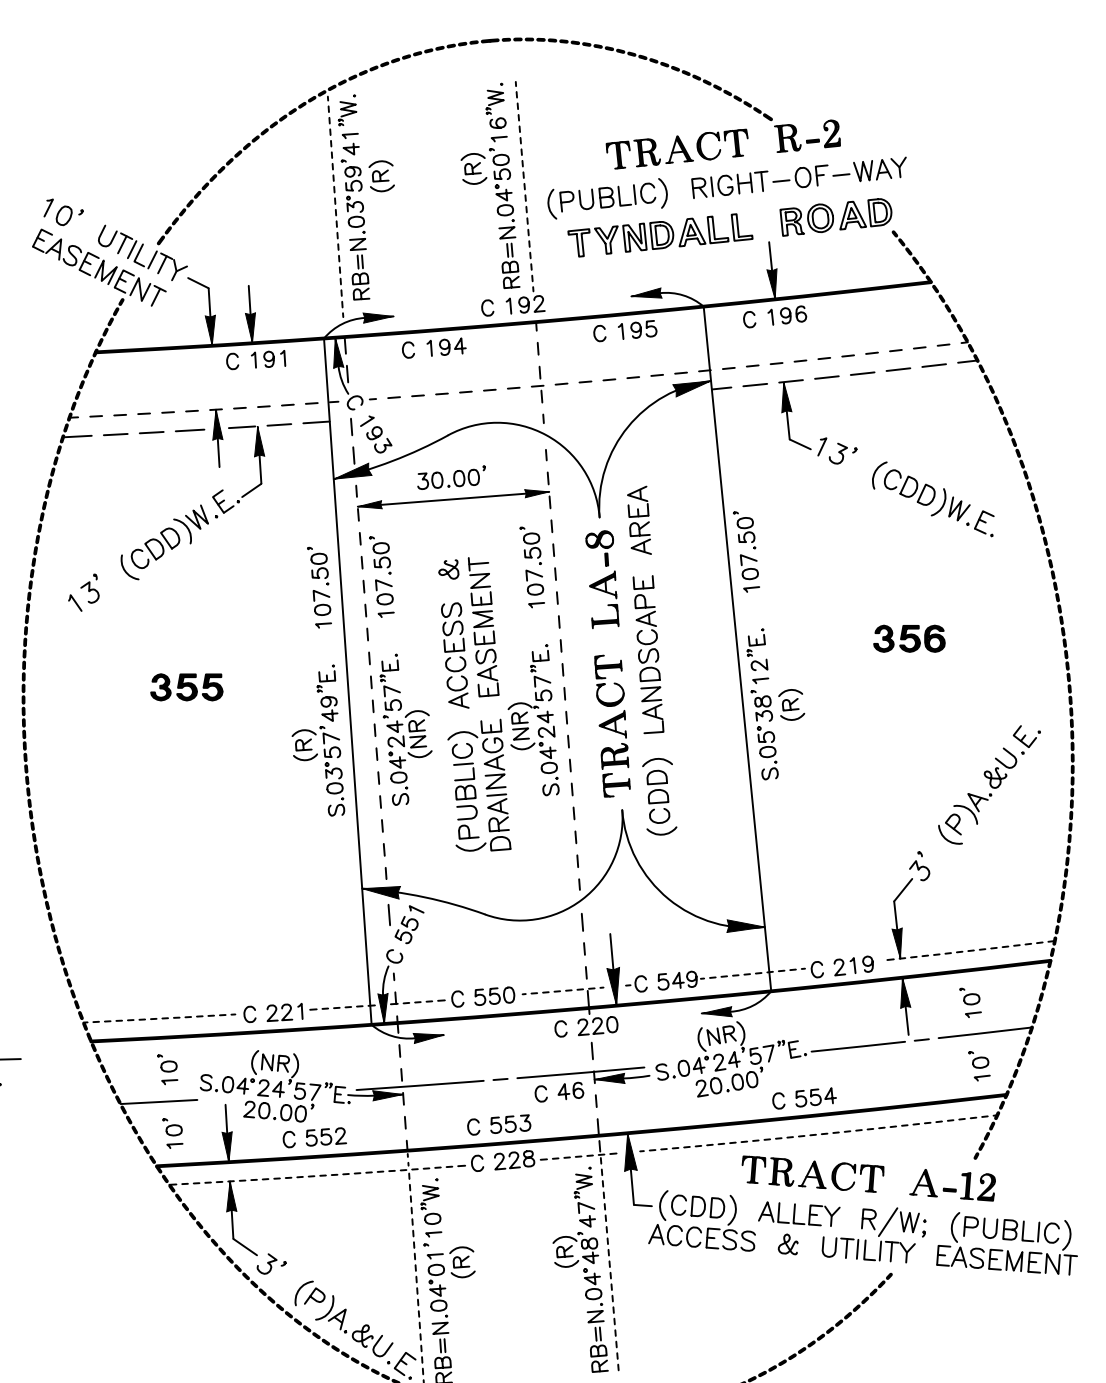 RB=N.03°59'41"W.
(R)
RB=N.04°50'16"W.
(R)
TRACT R-2
(PUBLIC) RIGHT-OF-WAY
TYNDALL ROAD
10' UTILITY
EASEMENT
C 191
C 192
C 193
C 194
C 195
C 196
13' (CDD)W.E.
13' (CDD)W.E.
30.00'
355
356
S.03°57'49"E. 107.50'
(R)
S.04°24'57"E. 107.50'
(NR)
(PUBLIC) ACCESS &
DRAINAGE EASEMENT
S.04°24'57"E. 107.50'
(NR)
TRACT LA-8
(CDD) LANDSCAPE AREA
S.05°38'12"E. 107.50'
(R)
3' (P)A.&U.E.
C 551
C 221
C 550
C 549
C 219
C 220
10'
10'
10'
10'
(NR)
S.04°24'57"E.
20.00'
(NR)
S.04°24'57"E.
20.00'
C 46
C 552
C 553
C 554
C 228
TRACT A-12
(CDD) ALLEY R/W; (PUBLIC)
ACCESS & UTILITY EASEMENT
3' (P)A.&U.E.
RB=N.04°01'10"W.
(R)
RB=N.04°48'47"W.
(R)